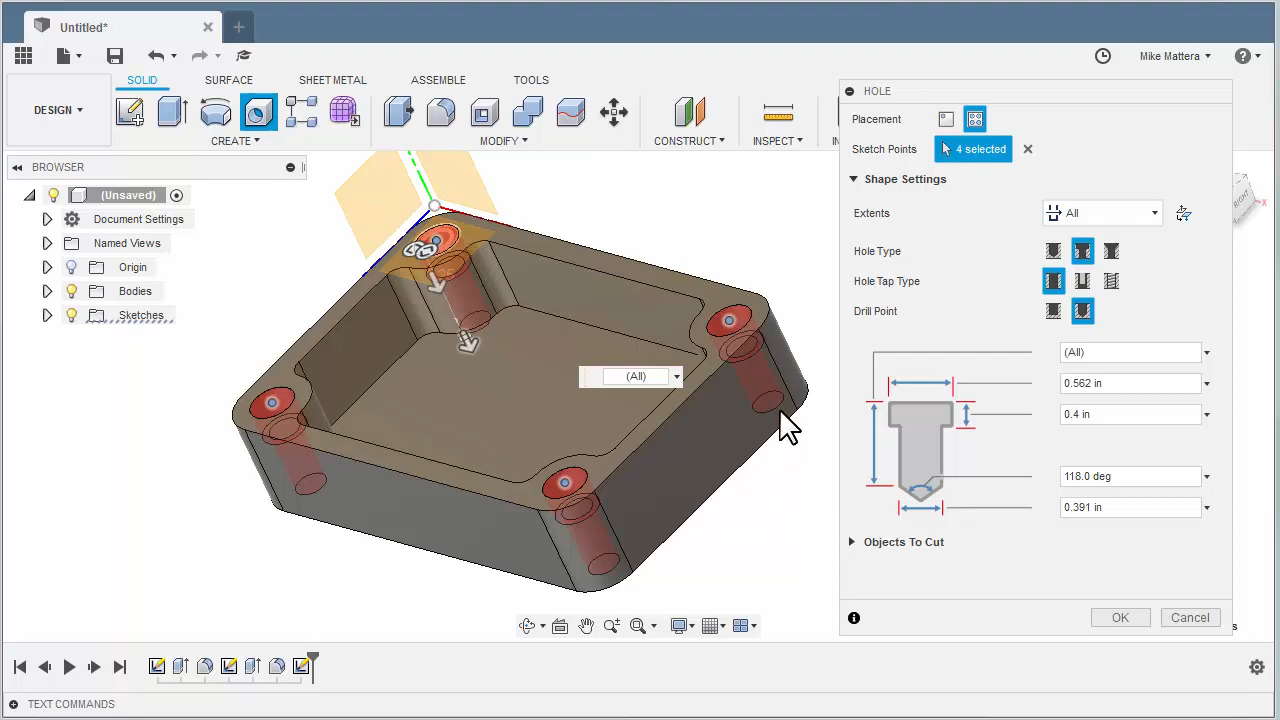 Untitled*
Mike Mattera
SOLID SURFACE SHEET METAL ASSEMBLE TOOLS
DESIGN
CREATE MODIFY CONSTRUCT INSPECT
BROWSER
(Unsaved)
Document Settings
Named Views
Origin
Bodies
Sketches
(All)
RIGHT
X
HOLE
Placement
Sketch Points 4 selected
Shape Settings
Extents All
Hole Type
Hole Tap Type
Drill Point
(All)
0.562 in
0.4 in
118.0 deg
0.391 in
Objects To Cut
OK Cancel
TEXT COMMANDS